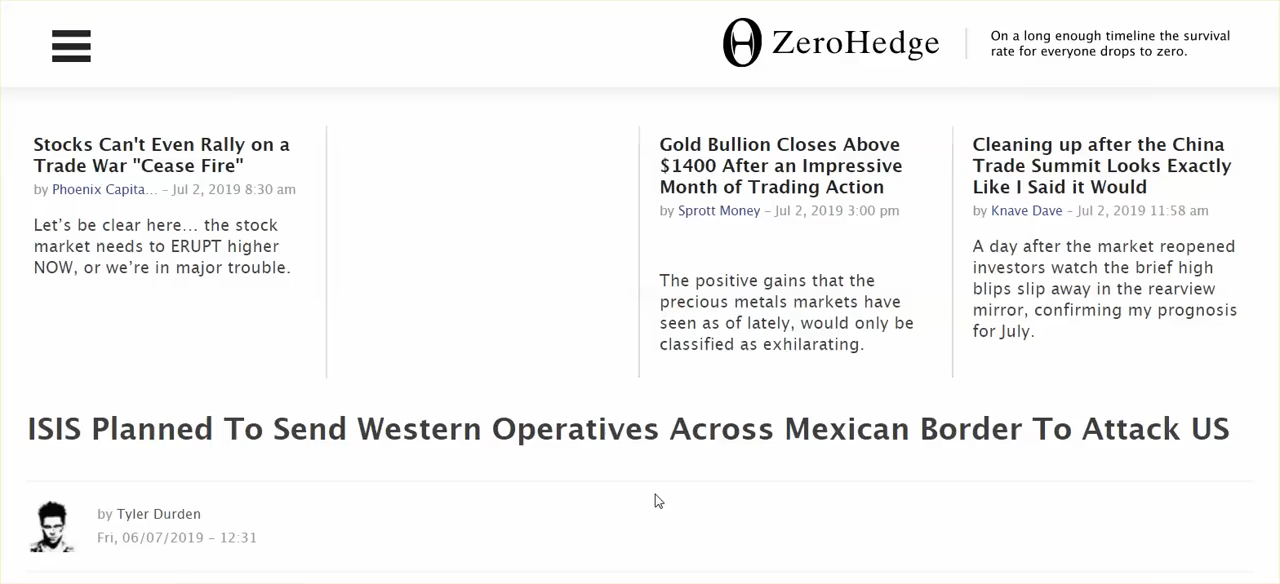 ZeroHedge
On a long enough timeline the survival
rate for everyone drops to zero.
Stocks Can't Even Rally on a
Trade War "Cease Fire"
by Phoenix Capita... – Jul 2, 2019 8:30 am
Let’s be clear here… the stock
market needs to ERUPT higher
NOW, or we’re in major trouble.
Gold Bullion Closes Above
$1400 After an Impressive
Month of Trading Action
by Sprott Money – Jul 2, 2019 3:00 pm
The positive gains that the
precious metals markets have
seen as of lately, would only be
classified as exhilarating.
Cleaning up after the China
Trade Summit Looks Exactly
Like I Said it Would
by Knave Dave – Jul 2, 2019 11:58 am
A day after the market reopened
investors watch the brief high
blips slip away in the rearview
mirror, confirming my prognosis
for July.
ISIS Planned To Send Western Operatives Across Mexican Border To Attack US
by Tyler Durden
Fri, 06/07/2019 – 12:31